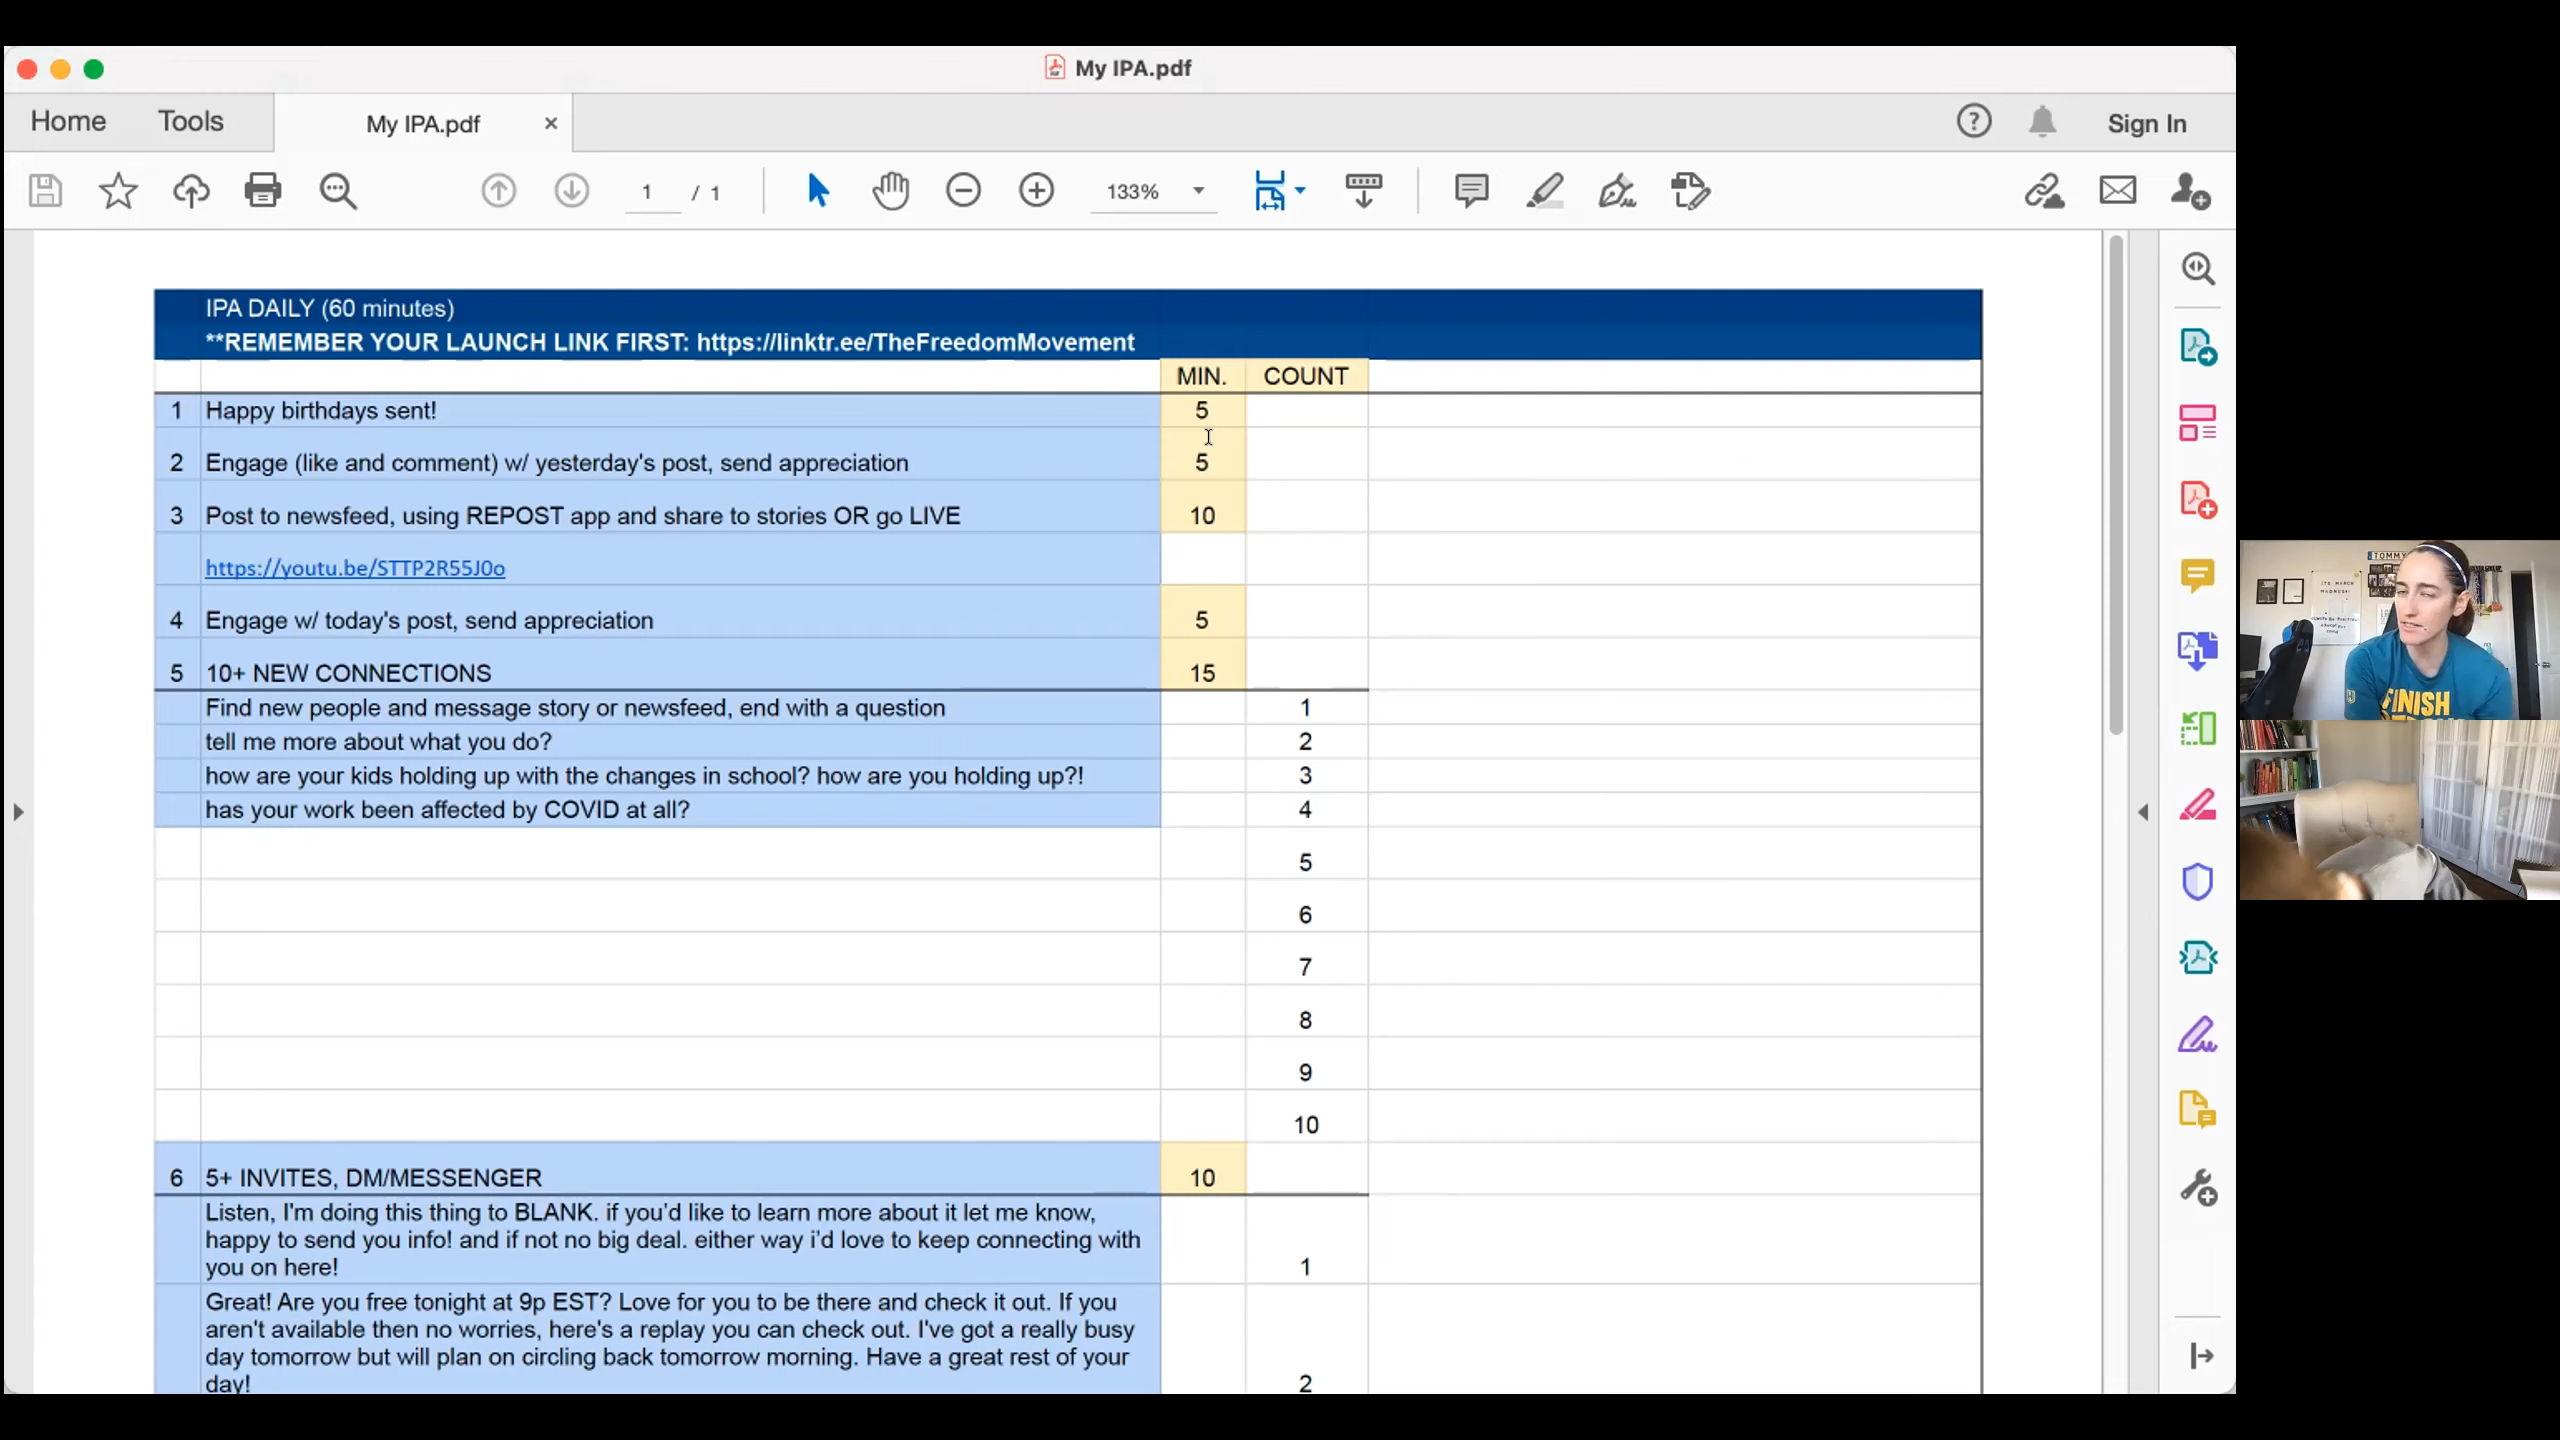 My IPA.pdf
Home Tools My IPA.pdf × Sign In
1 / 1 133%
IPA DAILY (60 minutes)
**REMEMBER YOUR LAUNCH LINK FIRST: https://linktr.ee/TheFreedomMovement
MIN. COUNT
1 Happy birthdays sent! 5
2 Engage (like and comment) w/ yesterday's post, send appreciation 5
3 Post to newsfeed, using REPOST app and share to stories OR go LIVE 10
https://youtu.be/STTP2R55J0o
4 Engage w/ today's post, send appreciation 5
5 10+ NEW CONNECTIONS 15
Find new people and message story or newsfeed, end with a question 1
tell me more about what you do? 2
how are your kids holding up with the changes in school? how are you holding up?! 3
has your work been affected by COVID at all? 4
5
6
7
8
9
10
6 5+ INVITES, DM/MESSENGER 10
Listen, I'm doing this thing to BLANK. if you'd like to learn more about it let me know,
happy to send you info! and if not no big deal. either way i'd love to keep connecting with
you on here! 1
Great! Are you free tonight at 9p EST? Love for you to be there and check it out. If you
aren't available then no worries, here's a replay you can check out. I've got a really busy
day tomorrow but will plan on circling back tomorrow morning. Have a great rest of your
day! 2
TOMMY
ITS MARCH
MADNESS!
FINISH